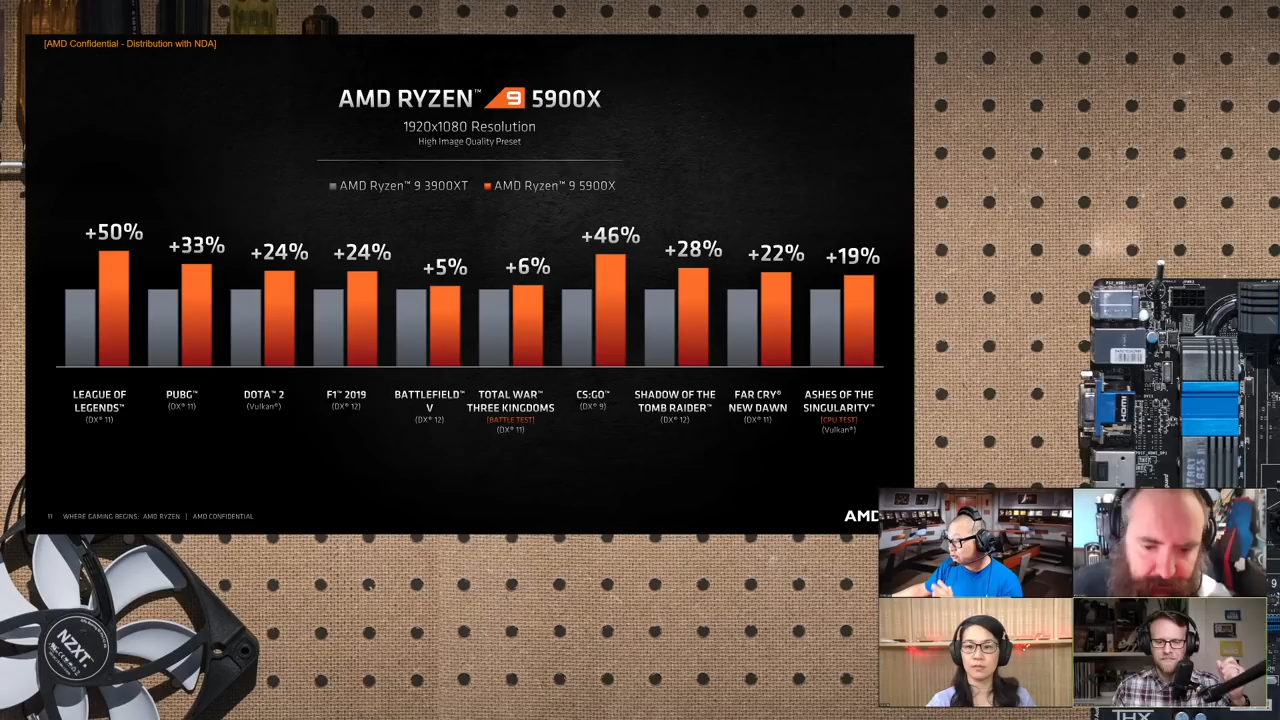 [AMD Confidential - Distribution with NDA]
AMD RYZEN™ 9 5900X
1920x1080 Resolution
High Image Quality Preset
AMD Ryzen™ 9 3900XT AMD Ryzen™ 9 5900X
+50% +33% +24% +24% +5% +6% +46% +28% +22% +19%
LEAGUE OF LEGENDS™
(DX® 11)
PUBG™
(DX® 11)
DOTA™ 2
(Vulkan®)
F1™ 2019
(DX® 12)
BATTLEFIELD™ V
(DX® 12)
TOTAL WAR™
THREE KINGDOMS
[BATTLE TEST]
(DX® 11)
CS:GO™
(DX® 9)
SHADOW OF THE
TOMB RAIDER™
(DX® 12)
FAR CRY®
NEW DAWN
(DX® 11)
ASHES OF THE
SINGULARITY™
[CPU TEST]
(Vulkan®)
11 WHERE GAMING BEGINS: AMD RYZEN | AMD CONFIDENTIAL
AMD
HDMI
NZXT.